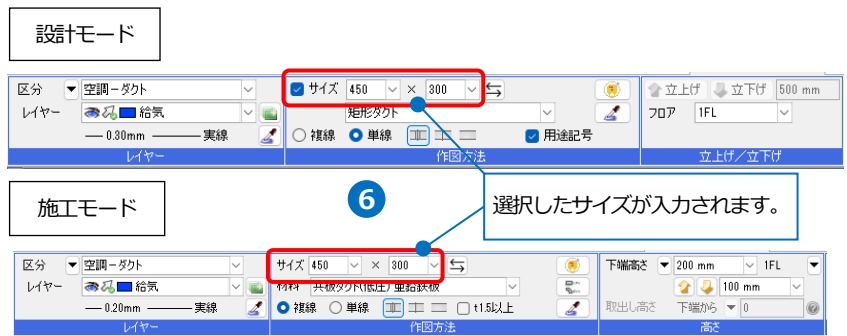 設計モード
区分 空調-ダクト サイズ 450 × 300 立上げ 立下げ 500 mm
レイヤー 給気 矩形ダクト フロア 1FL
0.30mm 実線 複線 単線 用途記号
レイヤー 作図方法 立上げ/立下げ
施工モード
6
選択したサイズが入力されます。
区分 空調-ダクト サイズ 450 × 300 下端高さ 200 mm 1FL
レイヤー 給気 材料 共板ダクト(低圧) 亜鉛鉄板 100 mm
0.20mm 実線 複線 単線 t1.5以上 取出し高さ 下端から 0
レイヤー 作図方法 高さ